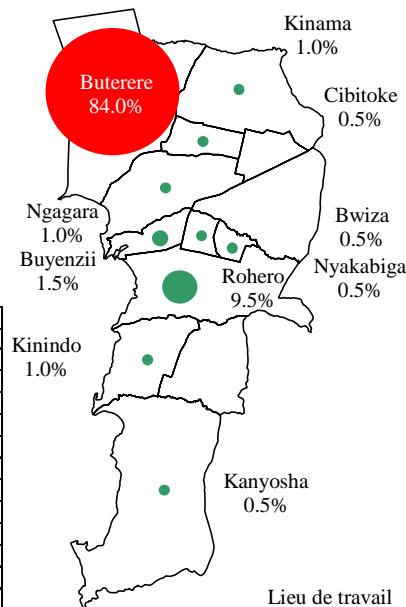 Kinama
1.0%
Buterere
84.0%
Cibitoke
0.5%
Ngagara
1.0%
Bwiza
0.5%
Buyenzii
1.5%
Rohero
9.5%
Nyakabiga
0.5%
Kinindo
1.0%
Kanyosha
0.5%
Lieu de travail